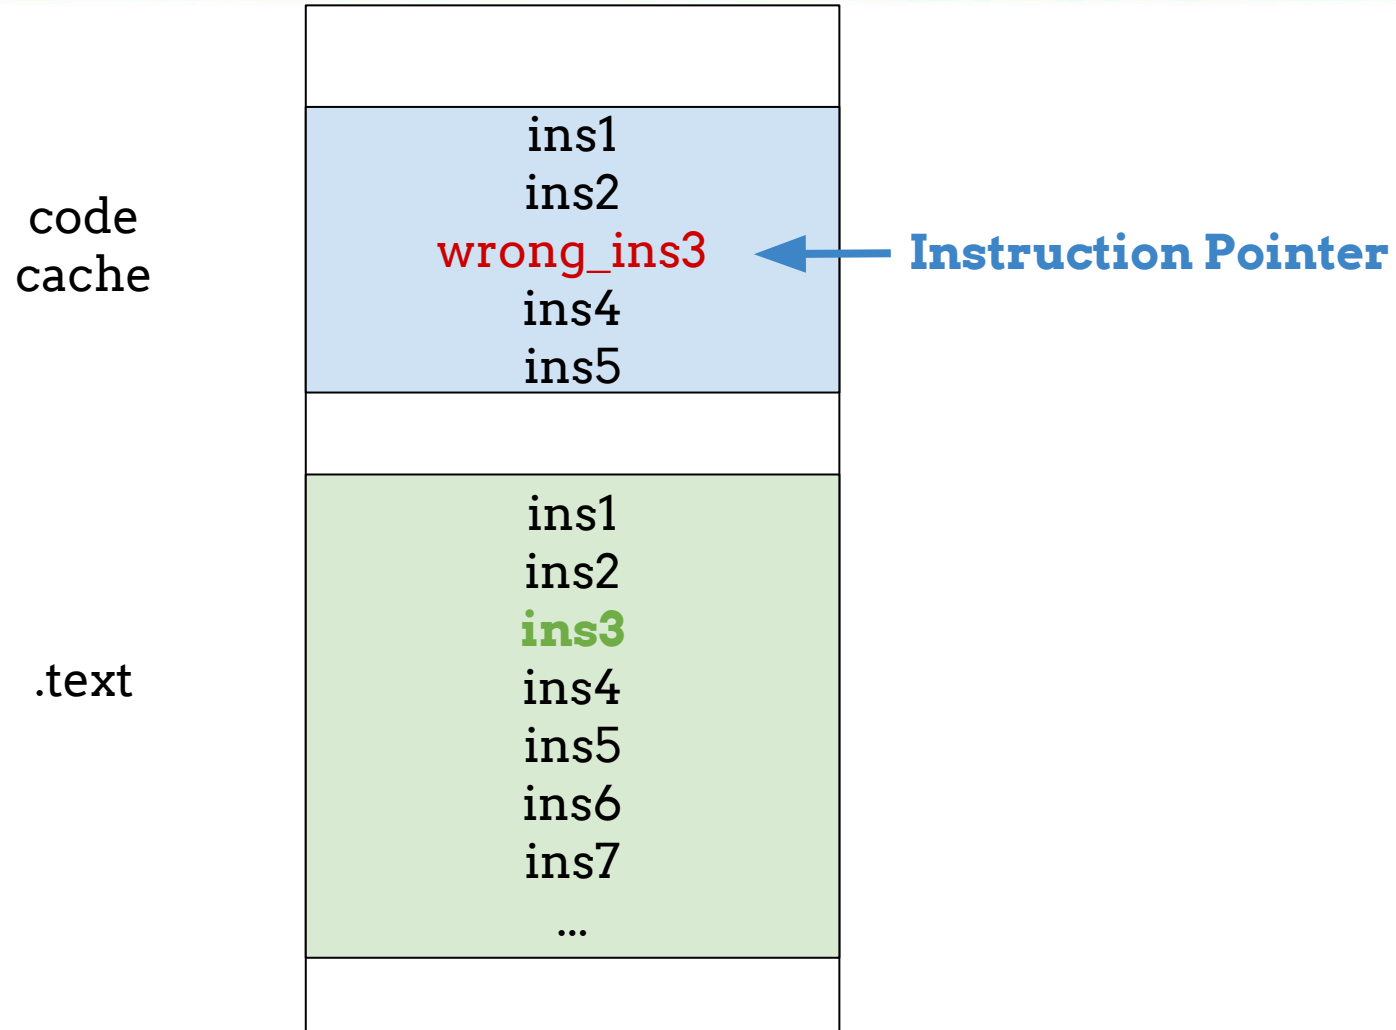 code
cache
ins1
ins2
wrong_ins3
ins4
ins5
Instruction Pointer
.text
ins1
ins2
ins3
ins4
ins5
ins6
ins7
...